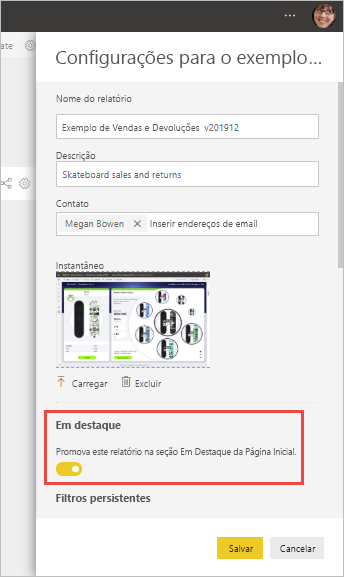 ...
ate
Configurações para o exemplo...
Nome do relatório
Exemplo de Vendas e Devoluções v201912
Descrição
Skateboard sales and returns
Contato
Megan Bowen Inserir endereços de email
Instantâneo
Carregar Excluir
Em destaque
Promova este relatório na seção Em Destaque da Página Inicial.
Filtros persistentes
Salvar Cancelar